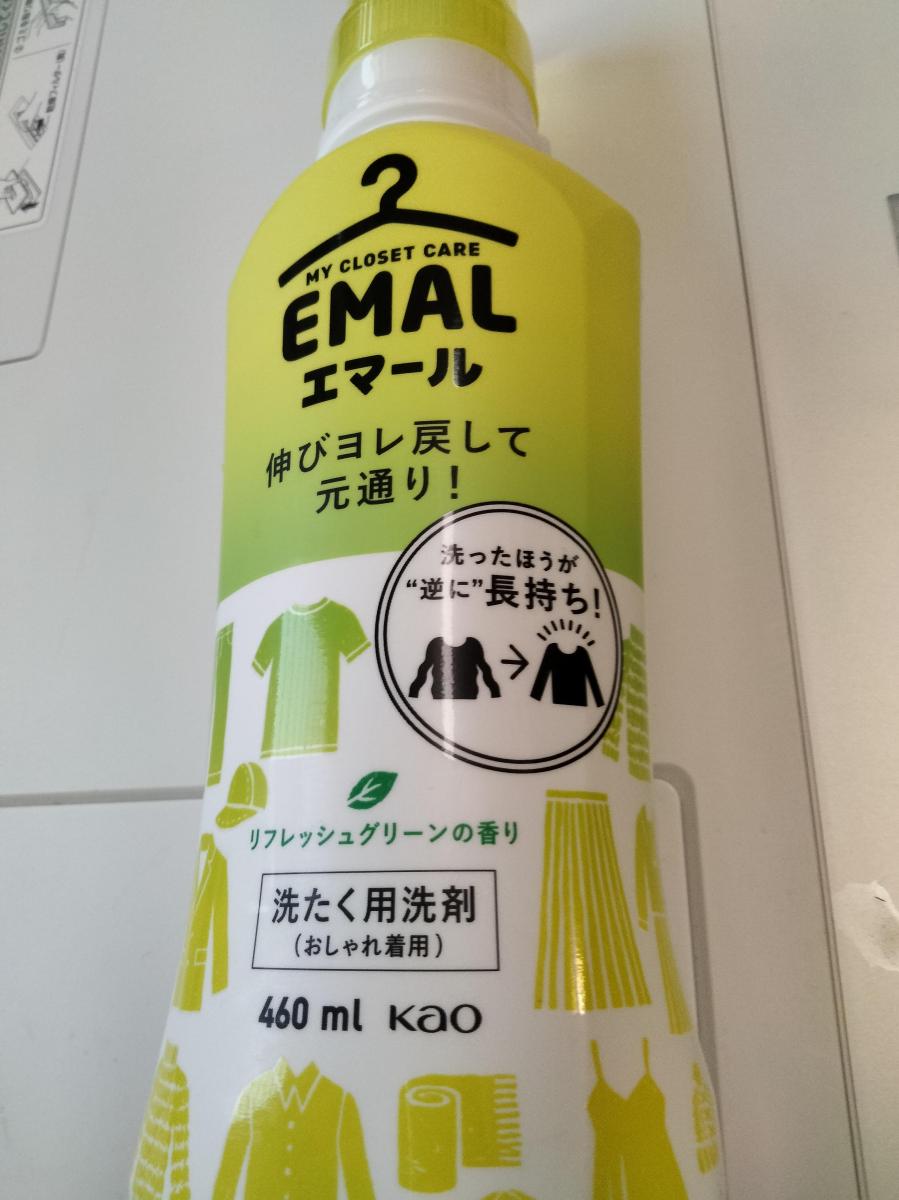 MY CLOSET CARE
EMAL
エマール
伸びヨレ戻して
元通り!
洗ったほうが
“逆に”長持ち!
リフレッシュグリーンの香り
洗たく用洗剤
(おしゃれ着用)
460 ml Kao